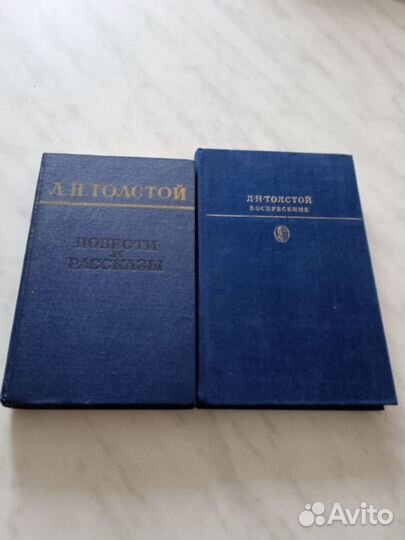 Л.Н.ТОЛСТОЙ
ПОВЕСТИ
И
РАССКАЗЫ
Л·Н·ТОЛСТОЙ
ВОСКРЕСЕНИЕ
Avito